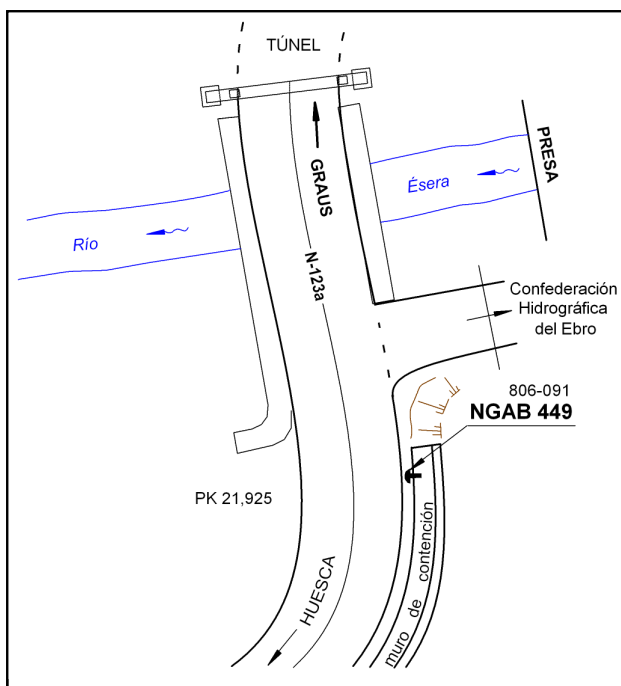 TÚNEL
GRAUS
PRESA
Ésera
Río
N-123a
Confederación
Hidrográfica
del Ebro
806-091
NGAB 449
PK 21,925
HUESCA
muro de contención